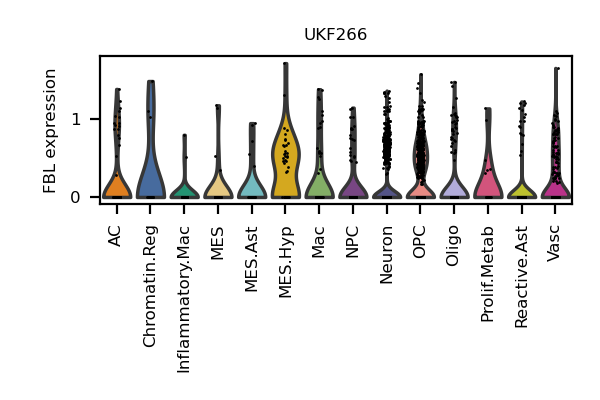 UKF266
FBL expression
1
0
AC
Chromatin.Reg
Inflammatory.Mac
MES
MES.Ast
MES.Hyp
Mac
NPC
Neuron
OPC
Oligo
Prolif.Metab
Reactive.Ast
Vasc